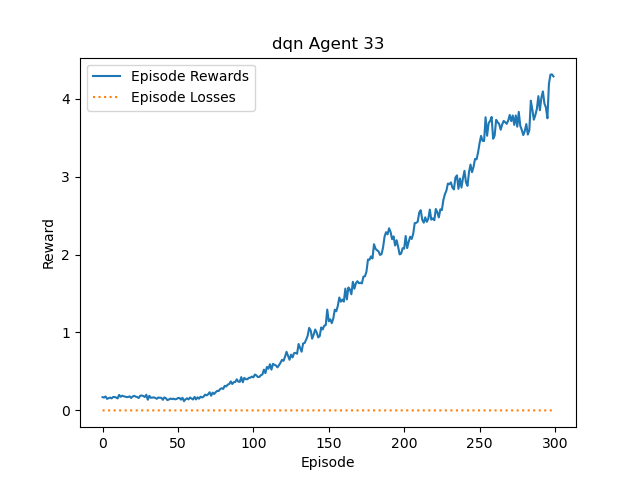 dqn Agent 33
Episode Rewards
Episode Losses
Reward
4
3
2
1
0
0 50 100 150 200 250 300
Episode